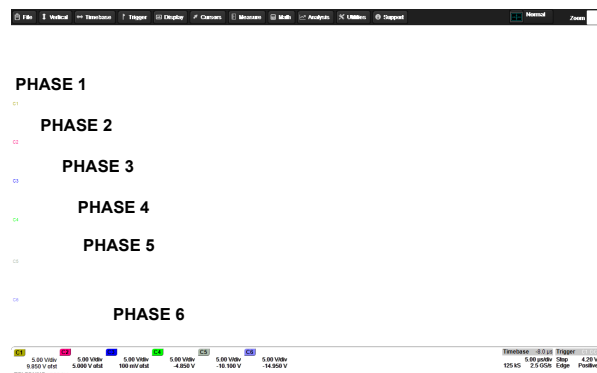 File Vertical Timebase Trigger Display Cursors Measure Math Analysis Utilities Support Normal Zoom
PHASE 1
C1
PHASE 2
C2
PHASE 3
C3
PHASE 4
C4
PHASE 5
C5
C6
PHASE 6
C1 C2 C3 C4 C5 C6 Timebase -8.0 µs Trigger
5.00 V/div 5.00 V/div 5.00 V/div 5.00 V/div 5.00 V/div 5.00 V/div 5.00 µs/div Stop 4.20 V
9.850 V ofst 5.000 V ofst 100 mV ofst -4.850 V -10.100 V -14.950 V 125 kS 2.5 GS/s Edge Positive